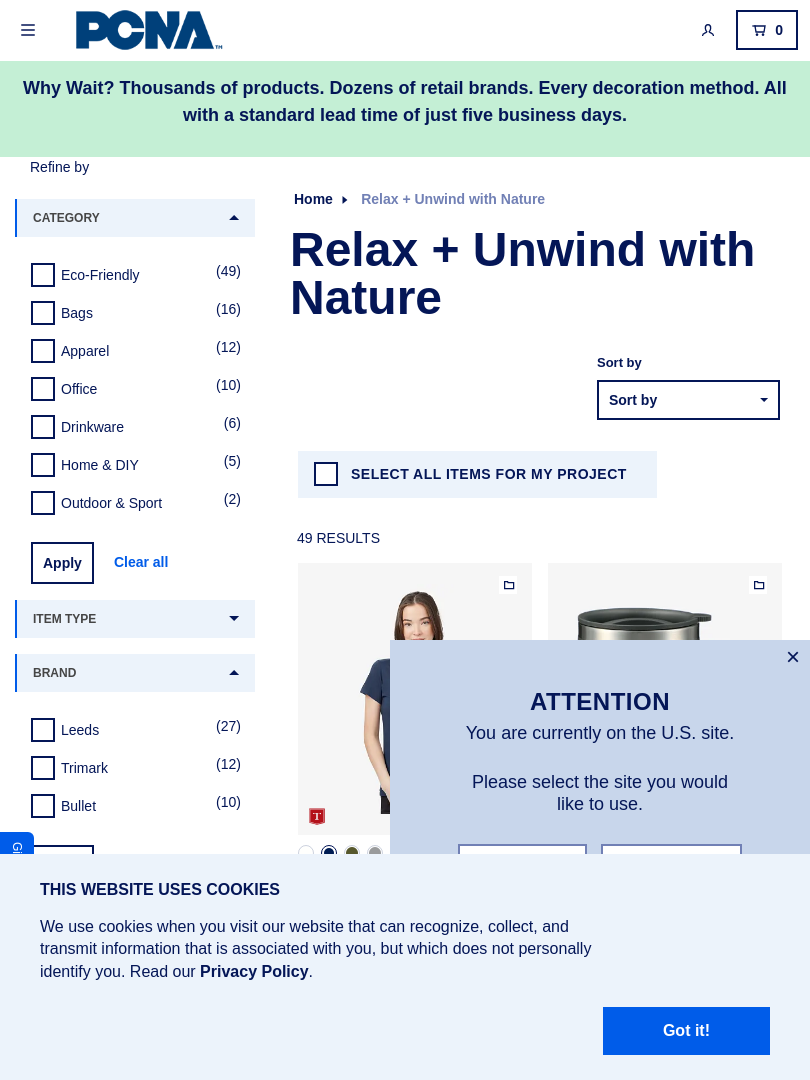 PCNA™
0
Why Wait? Thousands of products. Dozens of retail brands. Every decoration method. All
with a standard lead time of just five business days.
Refine by
CATEGORY
Eco-Friendly (49)
Bags (16)
Apparel (12)
Office (10)
Drinkware (6)
Home & DIY (5)
Outdoor & Sport (2)
Apply Clear all
ITEM TYPE
BRAND
Leeds (27)
Trimark (12)
Bullet (10)
Home Relax + Unwind with Nature
Relax + Unwind with
Nature
Sort by
Sort by
SELECT ALL ITEMS FOR MY PROJECT
49 RESULTS
T
ATTENTION
You are currently on the U.S. site.
Please select the site you would
like to use.
THIS WEBSITE USES COOKIES
We use cookies when you visit our website that can recognize, collect, and
transmit information that is associated with you, but which does not personally
identify you. Read our Privacy Policy.
Got it!